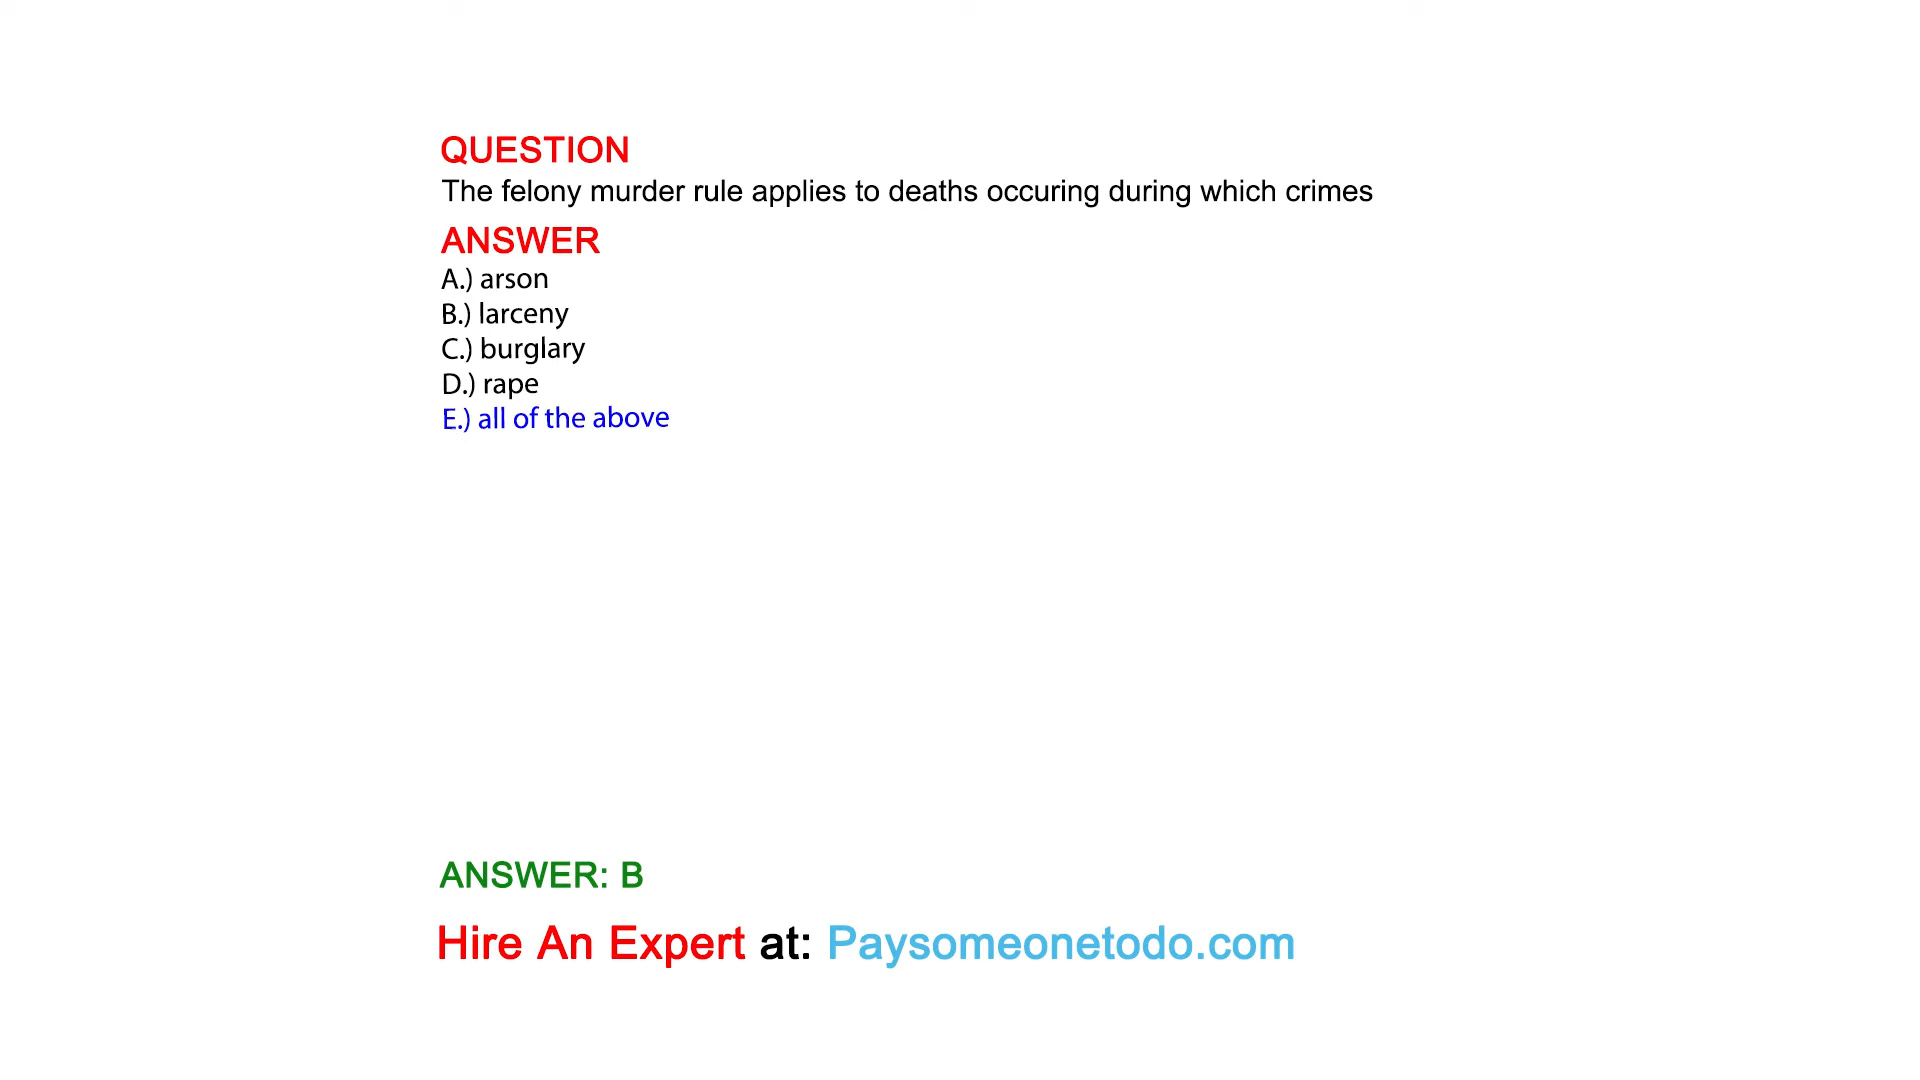 QUESTION
The felony murder rule applies to deaths occuring during which crimes
ANSWER
A.) arson
B.) larceny
C.) burglary
D.) rape
E.) all of the above
ANSWER: B
Hire An Expert at: Paysomeonetodo.com